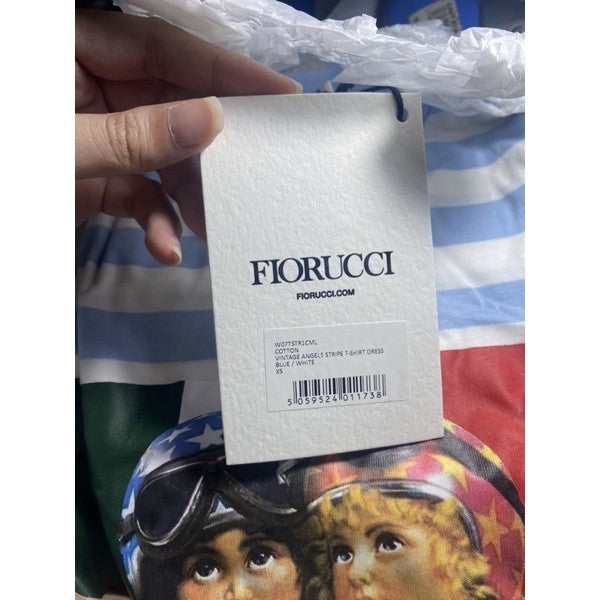 FIORUCCI
FIORUCCI.COM
W07TSTR1CML
COTTON
VINTAGE ANGELS STRIPE T-SHIRT DRESS
BLUE / WHITE
XS
5 059524 011738